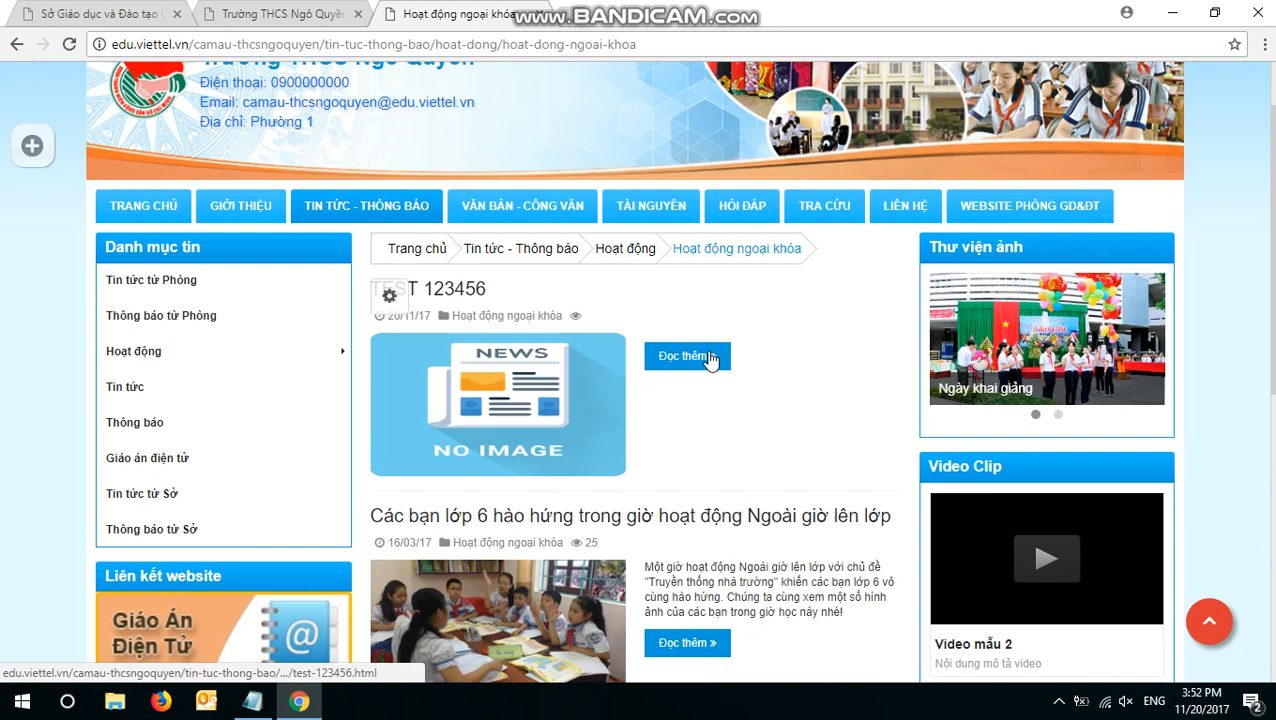 Sở Giáo dục và Đào tạo
Trường THCS Ngô Quyền
Hoạt động ngoại khóa
www.BANDICAM.com
edu.viettel.vn/camau-thcsngoquyen/tin-tuc-thong-bao/hoat-dong/hoat-dong-ngoai-khoa
Trường THCS Ngô Quyền
Điện thoại: 0900000000
Email: camau-thcsngoquyen@edu.viettel.vn
Địa chỉ: Phường 1
TRANG CHỦ
GIỚI THIỆU
TIN TỨC - THÔNG BÁO
VĂN BẢN - CÔNG VĂN
TÀI NGUYÊN
HỎI ĐÁP
TRA CỨU
LIÊN HỆ
WEBSITE PHÒNG GD&ĐT
Danh mục tin
Tin tức từ Phòng
Thông báo từ Phòng
Hoạt động
Tin tức
Thông báo
Giáo án điện tử
Tin tức từ Sở
Thông báo từ Sở
Liên kết website
Giáo Án
Điện Tử
Trang chủ
Tin tức - Thông báo
Hoạt động
Hoạt động ngoại khóa
TEST 123456
20/11/17 Hoạt động ngoại khóa
NEWS
NO IMAGE
Đọc thêm
Các bạn lớp 6 hào hứng trong giờ hoạt động Ngoài giờ lên lớp
16/03/17 Hoạt động ngoại khóa 25
Một giờ hoạt động Ngoài giờ lên lớp với chủ đề
"Truyền thống nhà trường" khiến các bạn lớp 6 vô
cùng hào hứng. Chúng ta cùng xem một số hình
ảnh của các bạn trong giờ học này nhé!
Đọc thêm »
Thư viện ảnh
Ngày khai giảng
Video Clip
Video mẫu 2
Nội dung mô tả video
edu.viettel.vn/camau-thcsngoquyen/tin-tuc-thong-bao/.../test-123456.html
ENG
3:52 PM
11/20/2017
2